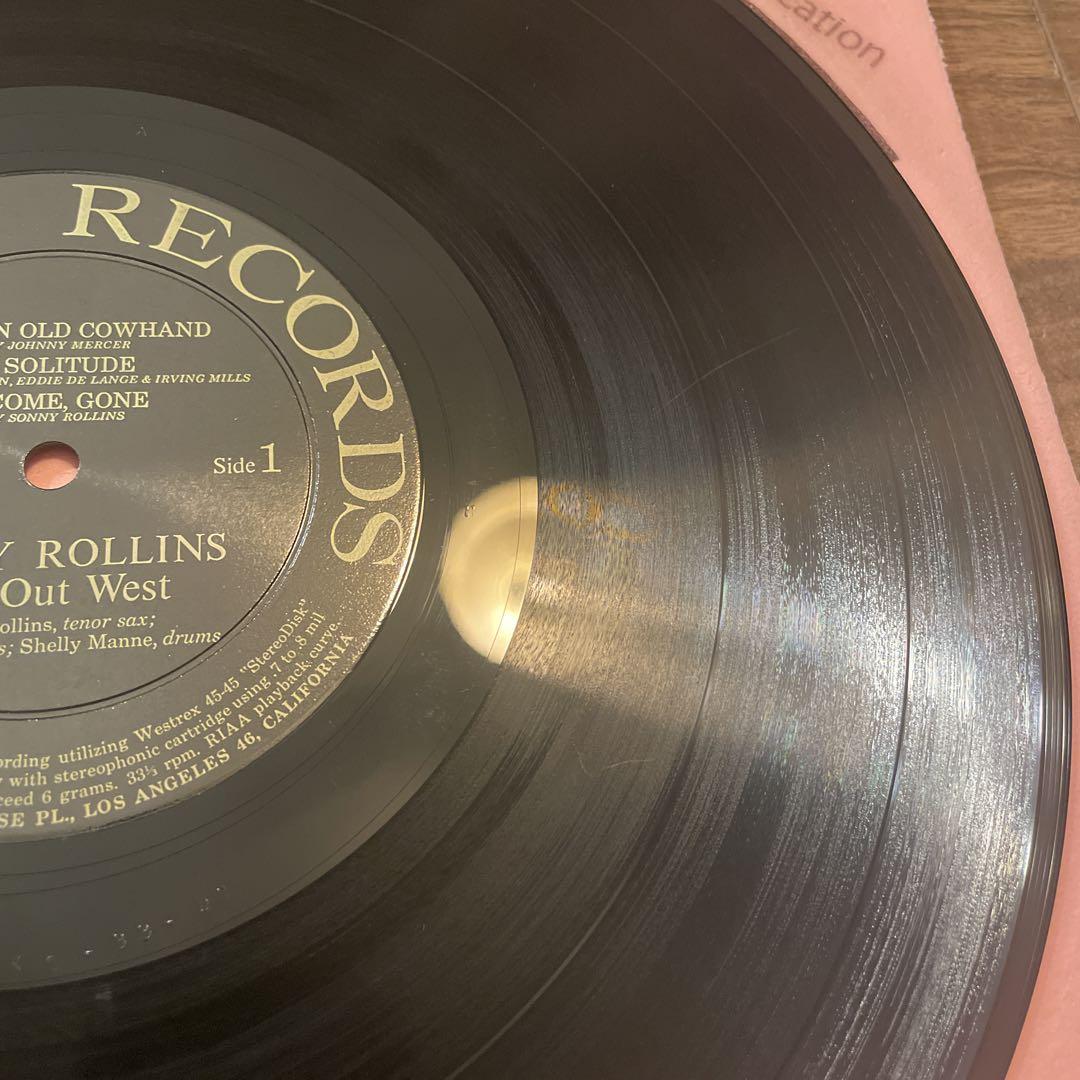 cation
RECORDS
OLD COWHAND
JOHNNY MERCER
SOLITUDE
EDDIE DE LANGE & IRVING MILLS
COME, GONE
SONNY ROLLINS
Side 1
Y ROLLINS
Out West
ollins, tenor sax;
s; Shelly Manne, drums
ording utilizing Westrex 45-45 "StereoDisk"
y with stereophonic cartridge using .7 to .8 mil
ceed 6 grams. 33⅓ rpm. RIAA playback curve.
SE PL., LOS ANGELES 46, CALIFORNIA